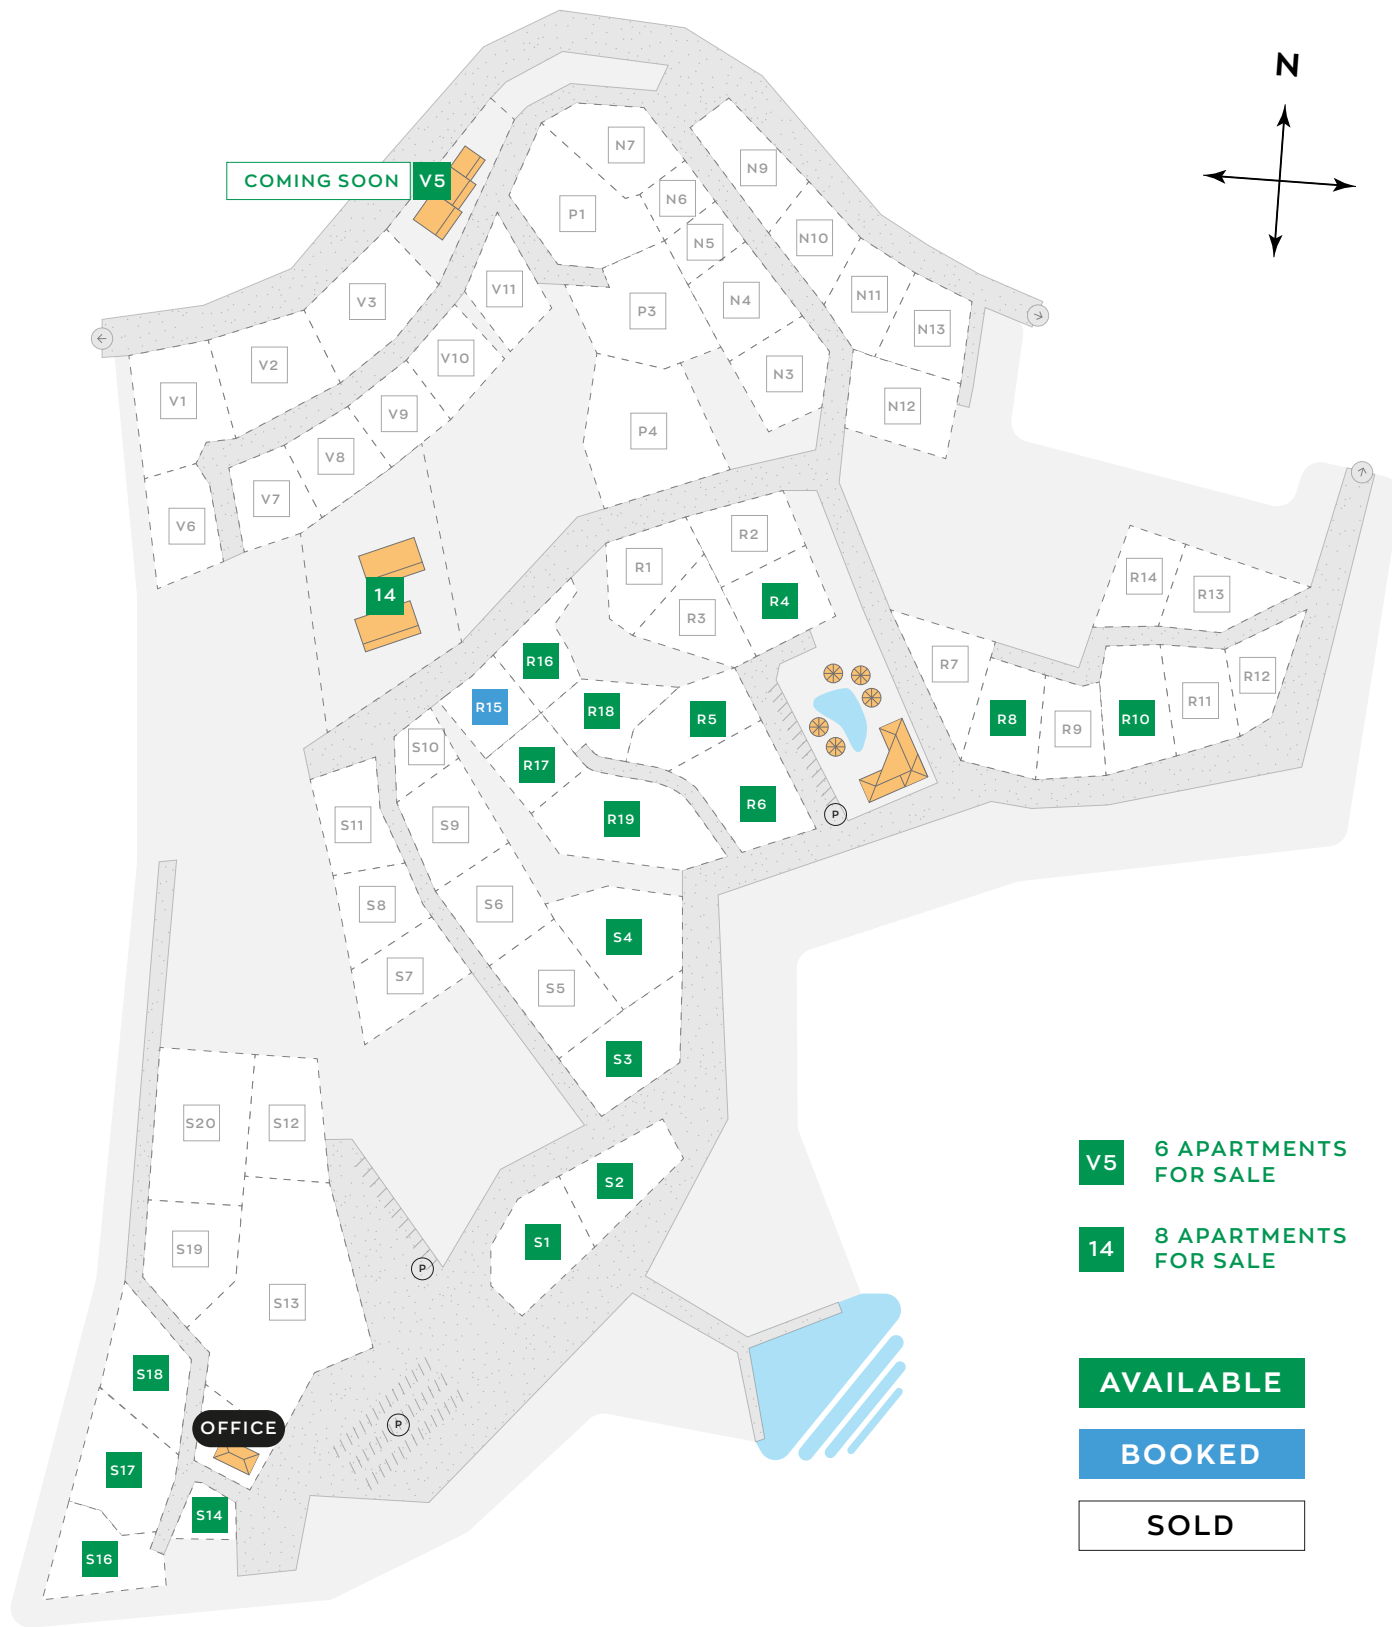 N
COMING SOON
V5
N7
N9
N6
P1
N5
N10
V11
N11
N4
V3
P3
N13
V2
V10
N3
V1
V9
N12
P4
V8
V7
V6
R2
R1
R14
14
R13
R4
R3
R16
R7
R12
R15
R18
R5
R8
R10
R11
R9
S10
R17
R6
P
R19
S11
S9
S8
S6
S4
S7
S5
S3
S20
S12
S2
S1
S19
P
S13
S18
OFFICE
P
S17
S14
S16
V5
6 APARTMENTS
FOR SALE
14
8 APARTMENTS
FOR SALE
AVAILABLE
BOOKED
SOLD